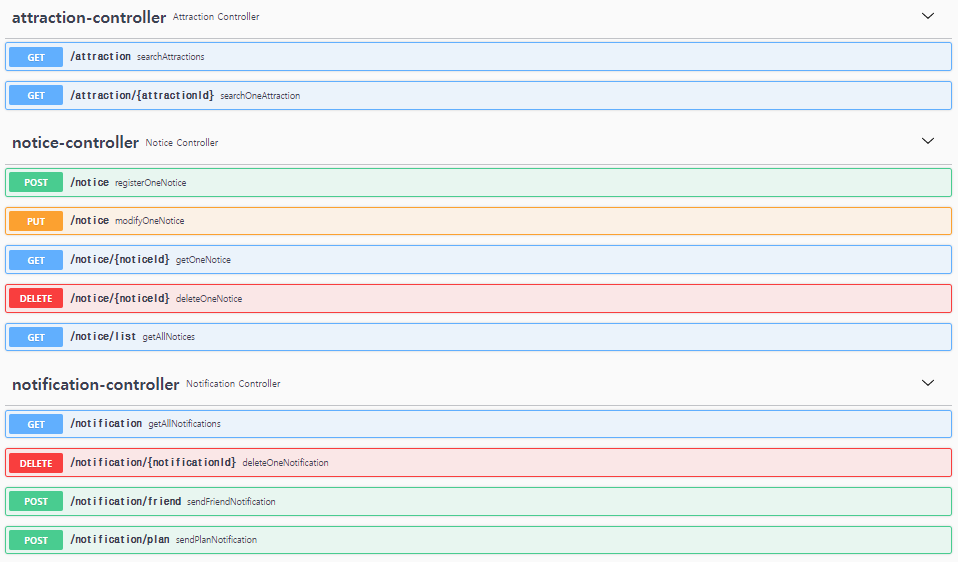 attraction-controller Attraction Controller
GET /attraction searchAttractions
GET /attraction/{attractionId} searchOneAttraction
notice-controller Notice Controller
POST /notice registerOneNotice
PUT /notice modifyOneNotice
GET /notice/{noticeId} getOneNotice
DELETE /notice/{noticeId} deleteOneNotice
GET /notice/list getAllNotices
notification-controller Notification Controller
GET /notification getAllNotifications
DELETE /notification/{notificationId} deleteOneNotification
POST /notification/friend sendFriendNotification
POST /notification/plan sendPlanNotification